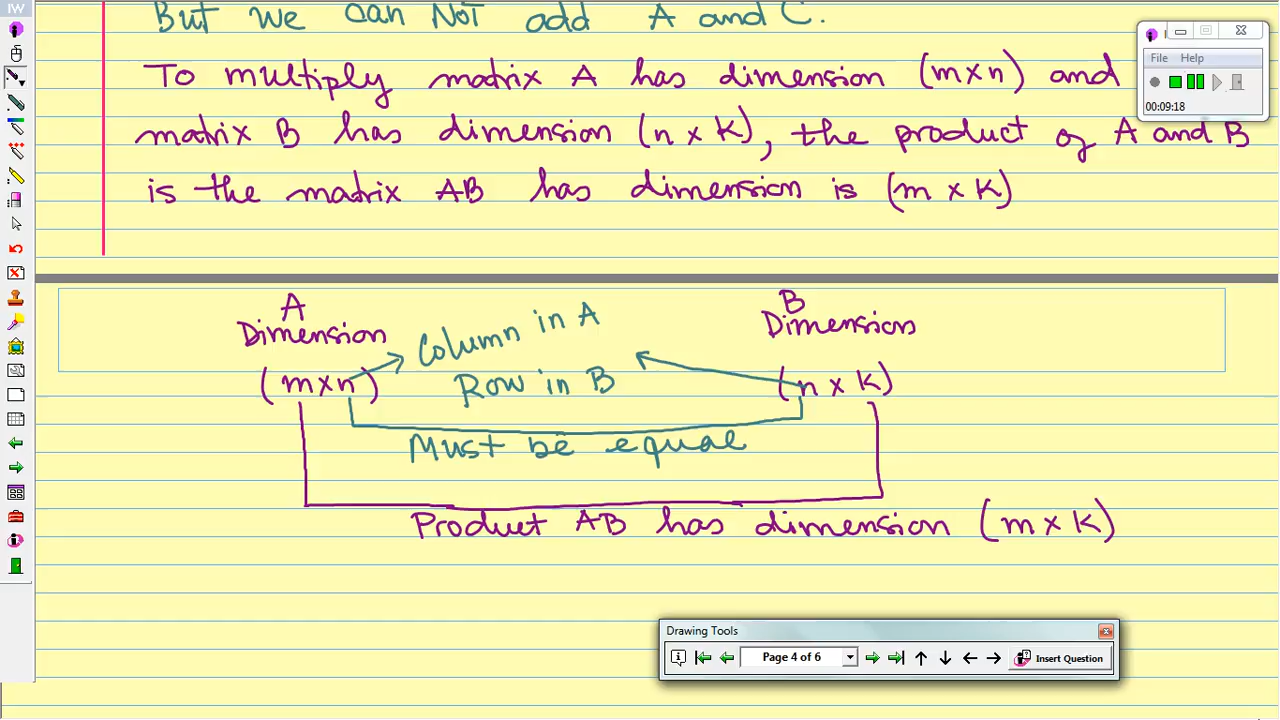 IW
But we can Not add A and C.
File Help
00:09:18
To multiply matrix A has dimension (m x n) and
matrix B has dimension (n x K), the product of A and B
is the matrix AB has dimension is (m x K)
A
Dimension
(m x n)
Column in A
Row in B
B
Dimension
(n x K)
Must be equal
Product AB has dimension (m x K)
Drawing Tools
Page 4 of 6
Insert Question